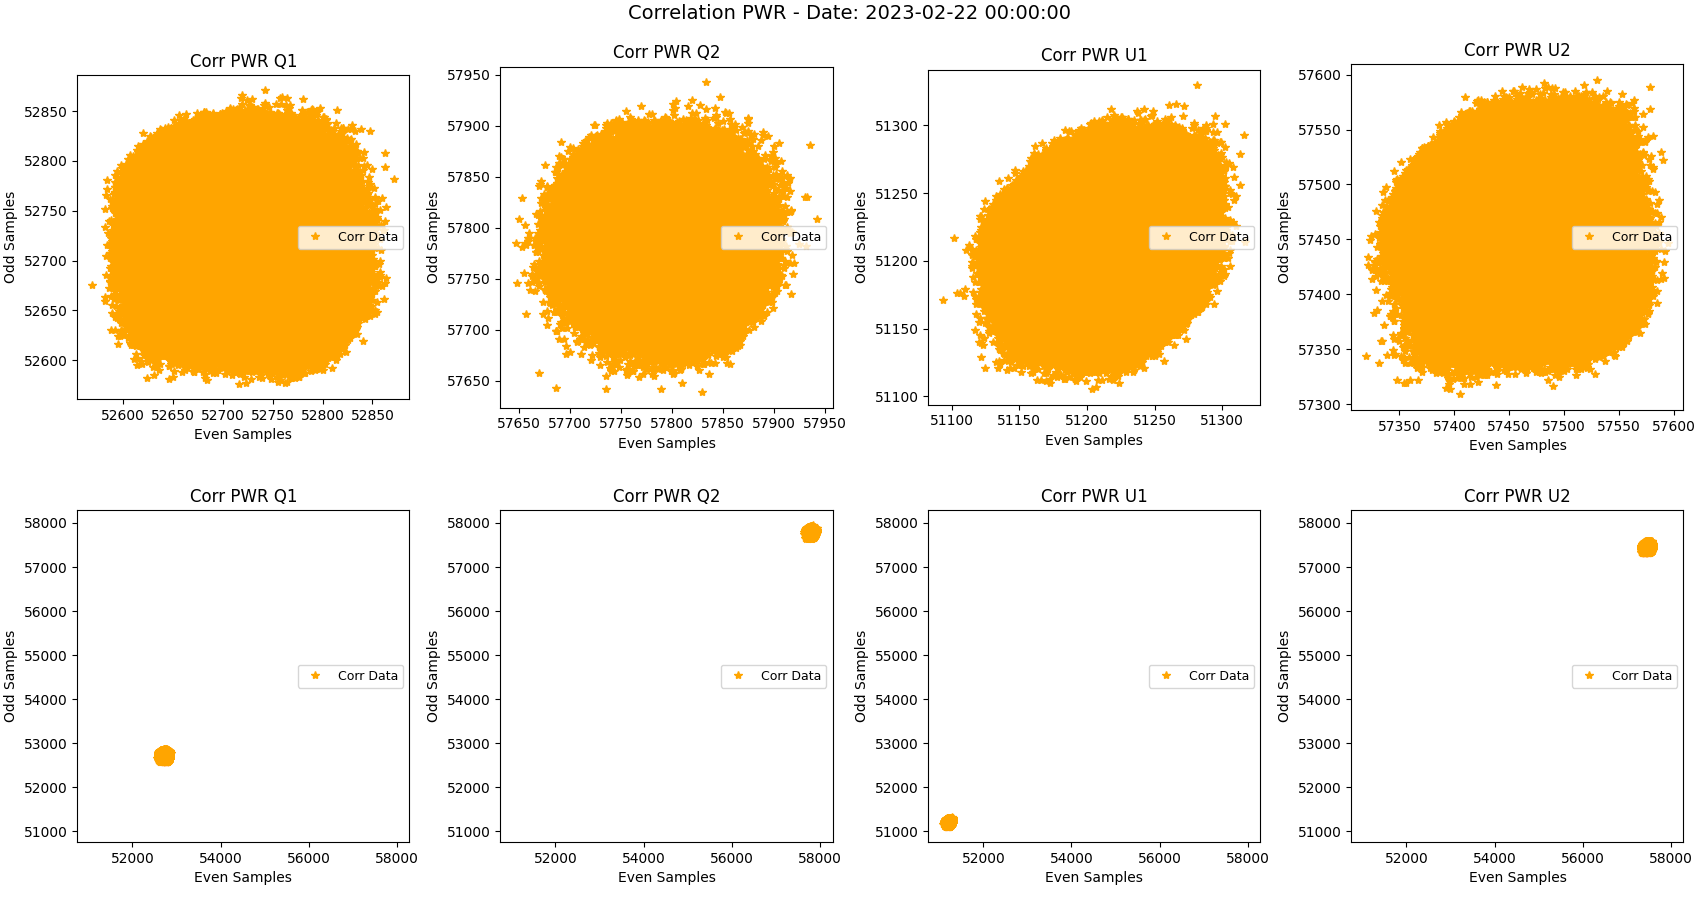 Correlation PWR - Date: 2023-02-22 00:00:00
Corr PWR Q1
52850
52800
52750
52700
52650
52600
Odd Samples
Corr Data
52600 52650 52700 52750 52800 52850
Even Samples
Corr PWR Q2
57950
57900
57850
57800
57750
57700
57650
Odd Samples
Corr Data
57650 57700 57750 57800 57850 57900 57950
Even Samples
Corr PWR U1
51300
51250
51200
51150
51100
Odd Samples
Corr Data
51100 51150 51200 51250 51300
Even Samples
Corr PWR U2
57600
57550
57500
57450
57400
57350
57300
Odd Samples
Corr Data
57350 57400 57450 57500 57550 57600
Even Samples
Corr PWR Q1
58000
57000
56000
55000
54000
53000
52000
51000
Odd Samples
Corr Data
52000 54000 56000 58000
Even Samples
Corr PWR Q2
58000
57000
56000
55000
54000
53000
52000
51000
Odd Samples
Corr Data
52000 54000 56000 58000
Even Samples
Corr PWR U1
58000
57000
56000
55000
54000
53000
52000
51000
Odd Samples
Corr Data
52000 54000 56000 58000
Even Samples
Corr PWR U2
58000
57000
56000
55000
54000
53000
52000
51000
Odd Samples
Corr Data
52000 54000 56000 58000
Even Samples